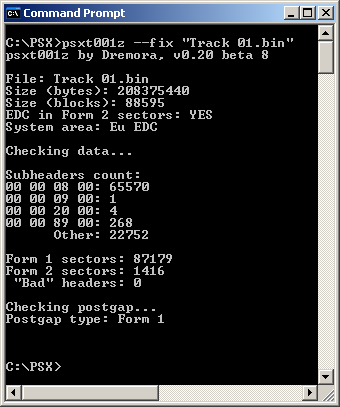 Command Prompt
C:\PSX>psxt001z --fix "Track 01.bin"
psxt001z by Dremora, v0.20 beta 8
File: Track 01.bin
Size (bytes): 208375440
Size (blocks): 88595
EDC in Form 2 sectors: YES
System area: Eu EDC
Checking data...
Subheaders count:
00 00 08 00: 65570
00 00 09 00: 1
00 00 20 00: 4
00 00 89 00: 268
Other: 22752
Form 1 sectors: 87179
Form 2 sectors: 1416
"Bad" headers: 0
Checking postgap...
Postgap type: Form 1
C:\PSX>